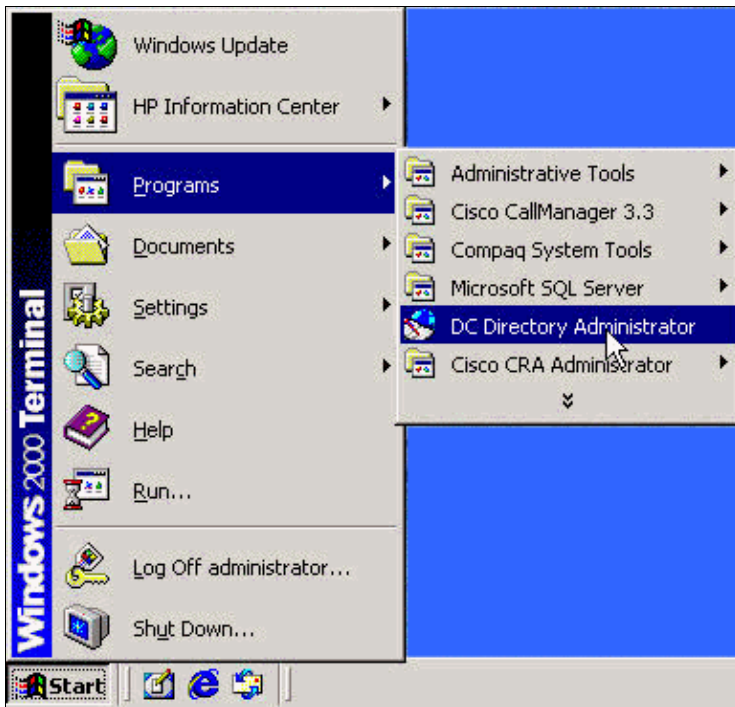 Windows Update
HP Information Center
Programs
Documents
Settings
Search
Help
Run...
Log Off administrator...
Shut Down...
Windows 2000 Terminal
Administrative Tools
Cisco CallManager 3.3
Compaq System Tools
Microsoft SQL Server
DC Directory Administrator
Cisco CRA Administrator
Start